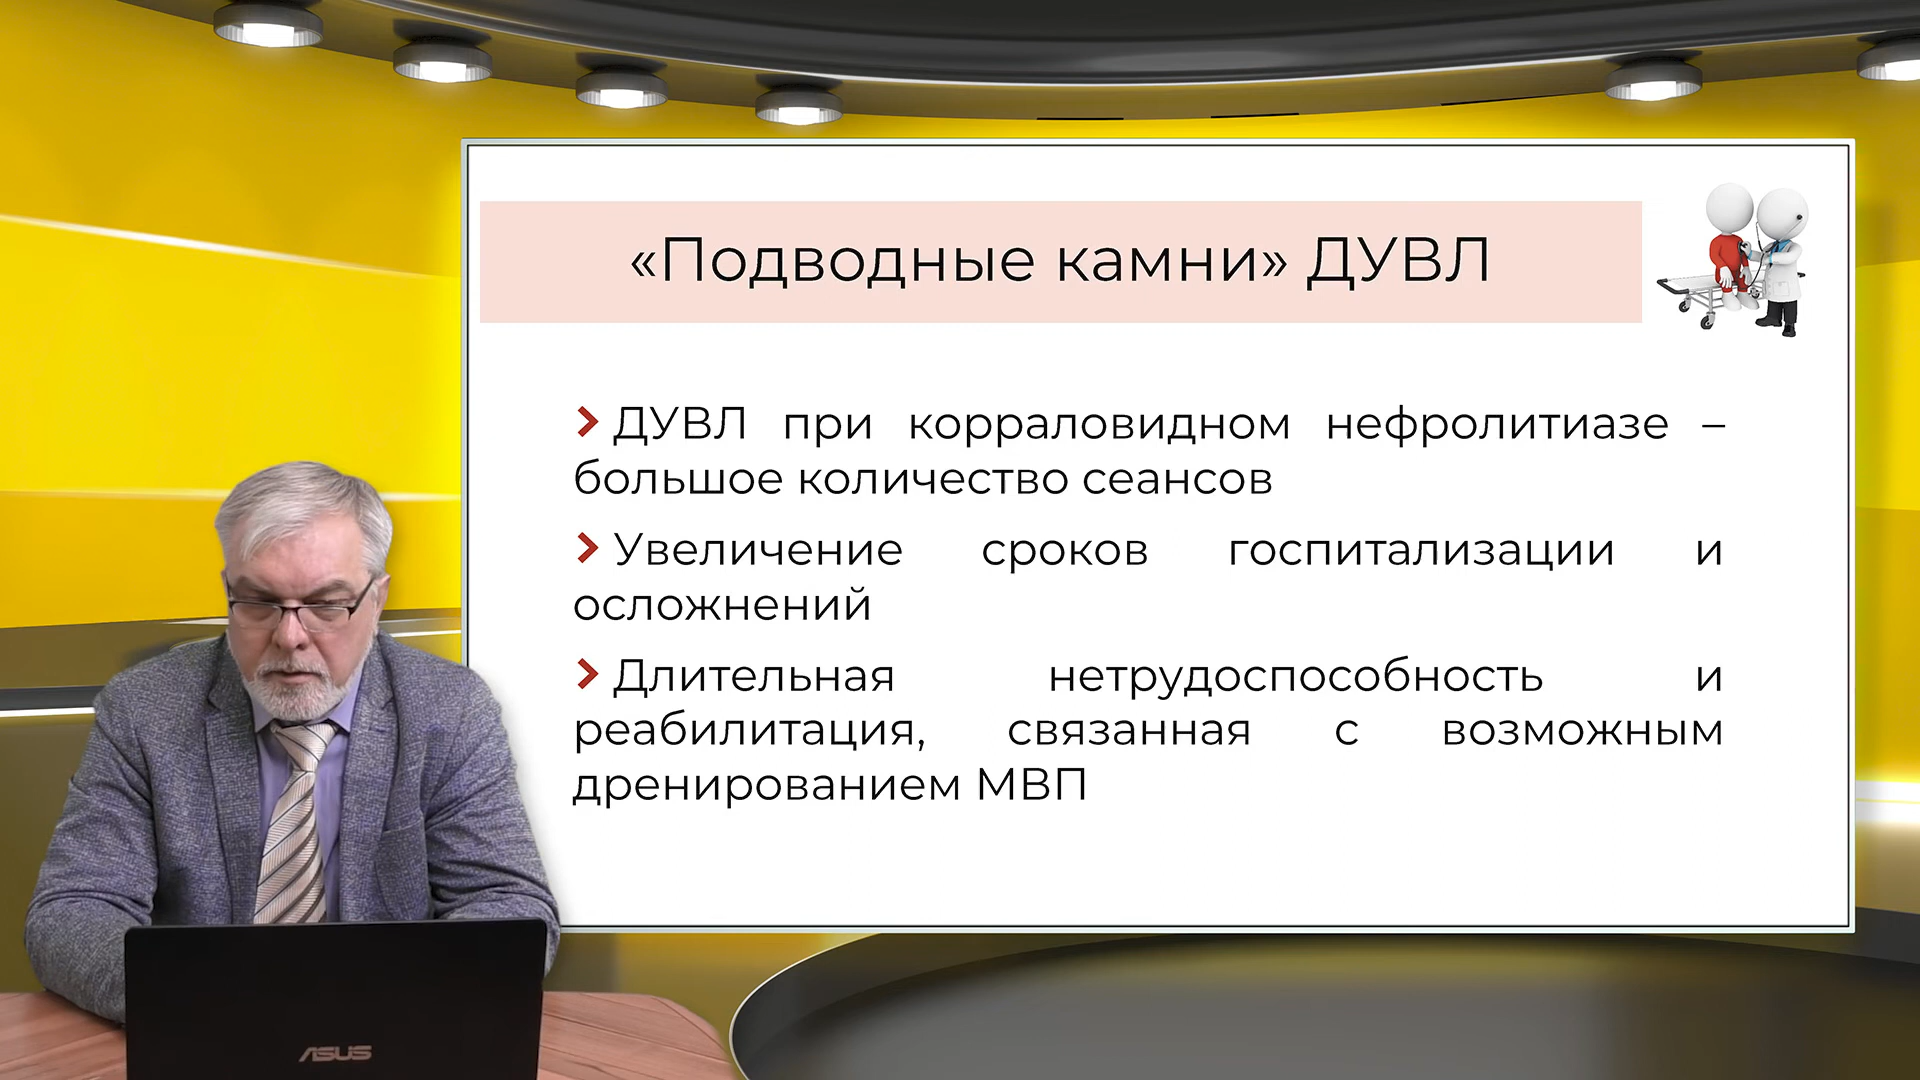 «Подводные камни» ДУВЛ
ДУВЛ при корраловидном нефролитиазе –
большое количество сеансов
Увеличение сроков госпитализации и
осложнений
Длительная нетрудоспособность и
реабилитация, связанная с возможным
дренированием МВП
ASUS